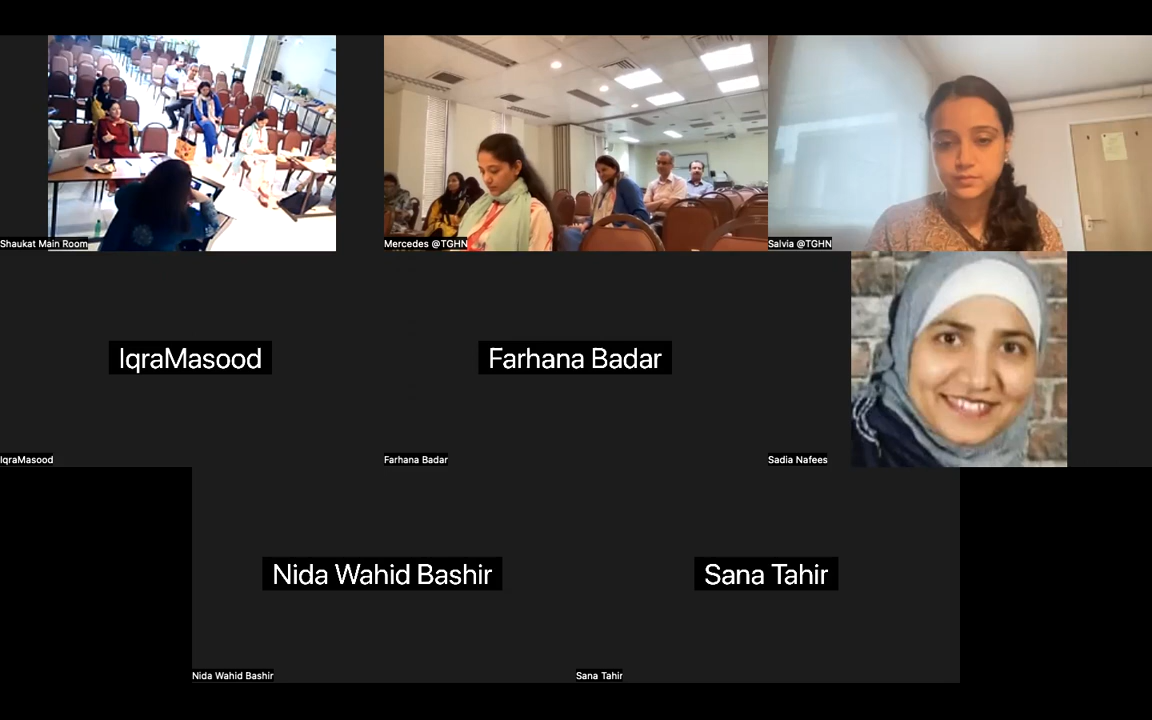 Shaukat Main Room
Mercedes @TGHN
Salvia @TGHN
IqraMasood
Farhana Badar
IqraMasood
Farhana Badar
Sadia Nafees
Nida Wahid Bashir
Sana Tahir
Nida Wahid Bashir
Sana Tahir